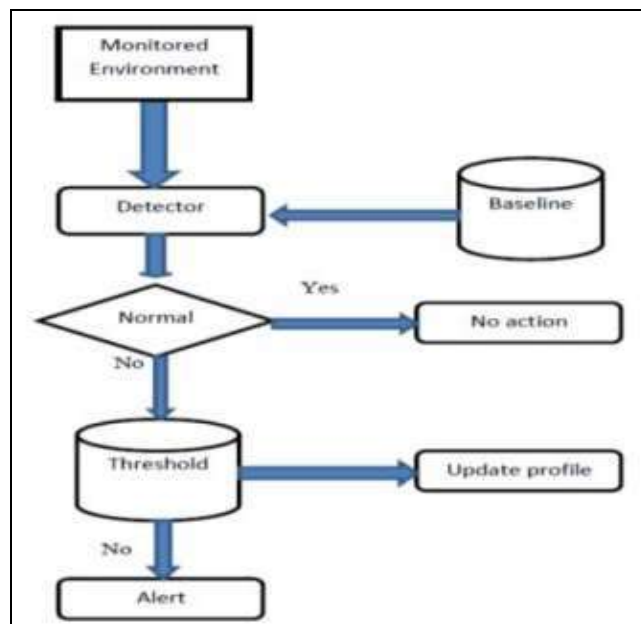 Monitored
Environment
Detector
Baseline
Yes
Normal
No action
No
Threshold
Update profile
No
Alert